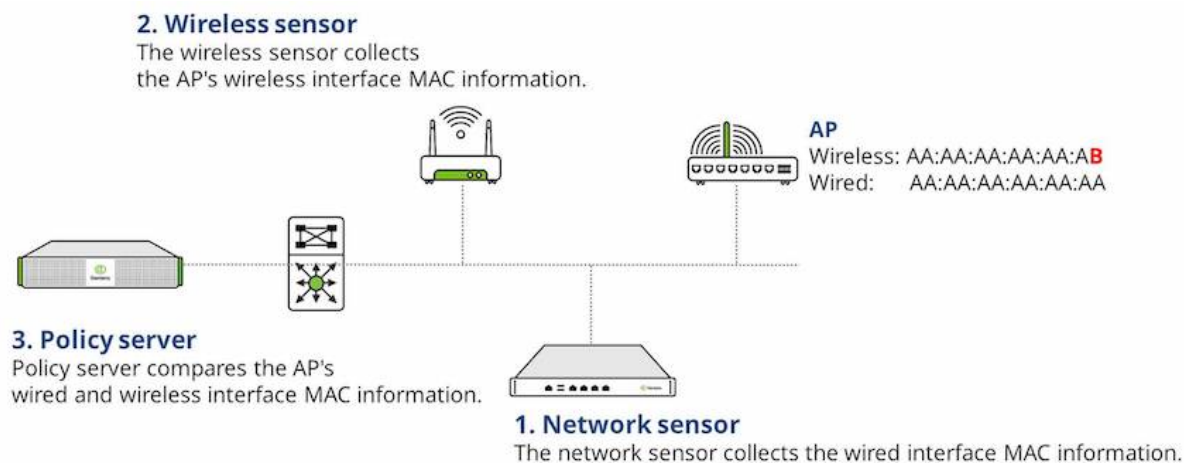 2. Wireless sensor
The wireless sensor collects
the AP's wireless interface MAC information.
AP
Wireless: AA:AA:AA:AA:AA:AB
Wired: AA:AA:AA:AA:AA:AA
3. Policy server
Policy server compares the AP's
wired and wireless interface MAC information.
1. Network sensor
The network sensor collects the wired interface MAC information.